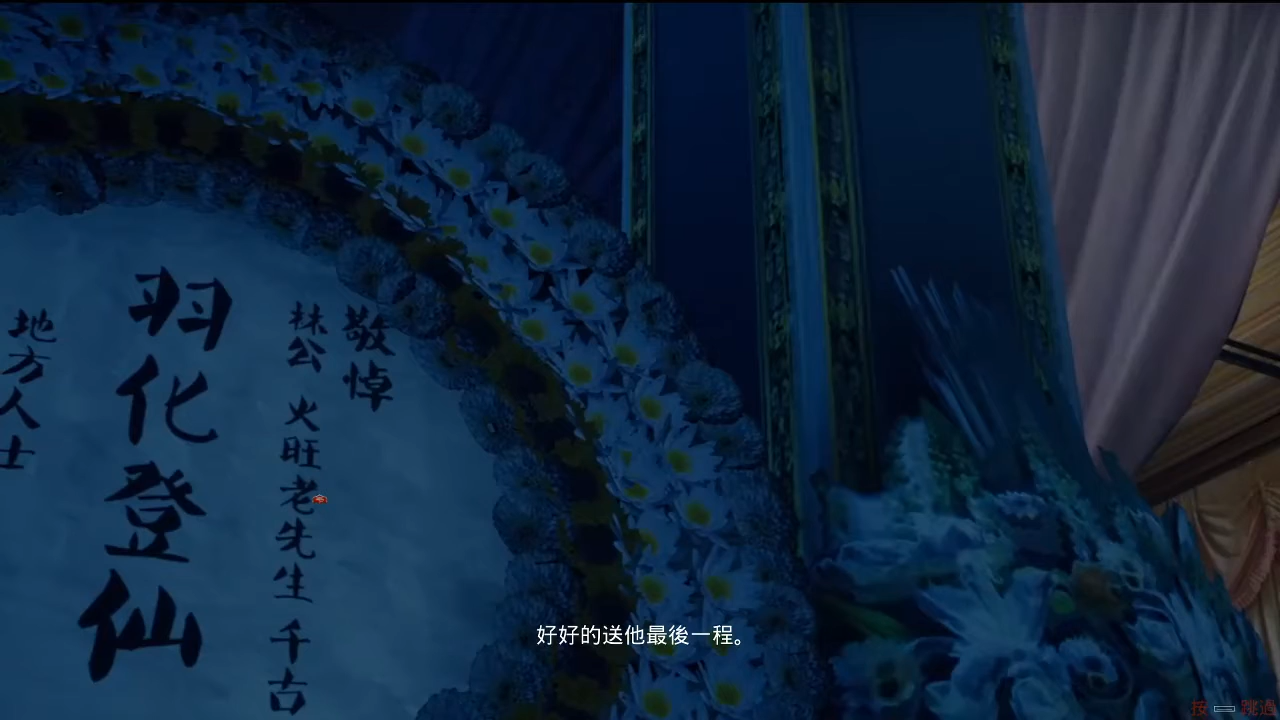 敬悼
林公 火旺老先生 千古
羽化登仙
地方人士
好好的送他最後一程。
按 跳過